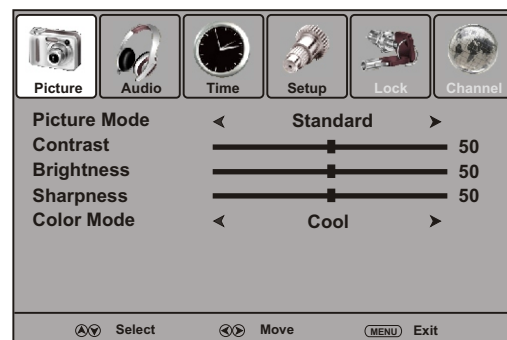 Picture Audio Time Setup Lock Channel
Picture Mode Standard
Contrast 50
Brightness 50
Sharpness 50
Color Mode Cool
Select Move MENU Exit